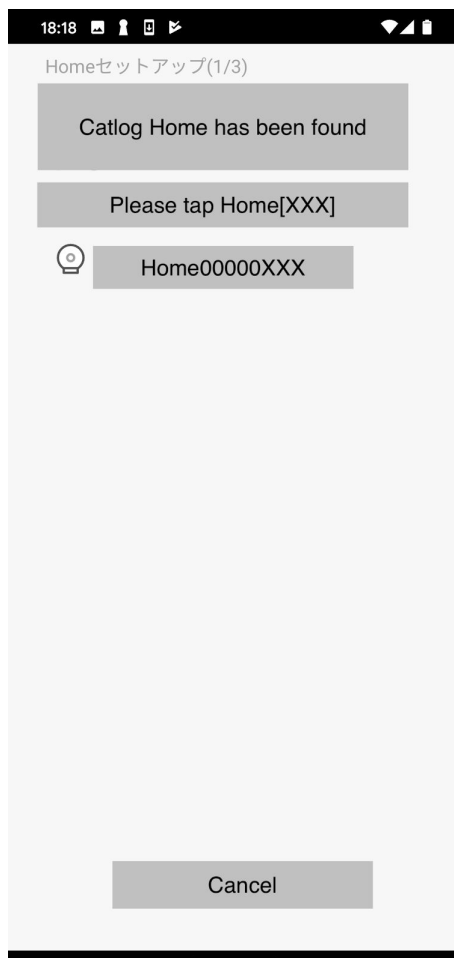 18:18
Homeセットアップ(1/3)
Catlog Home has been found
Please tap Home[XXX]
Home00000XXX
Cancel